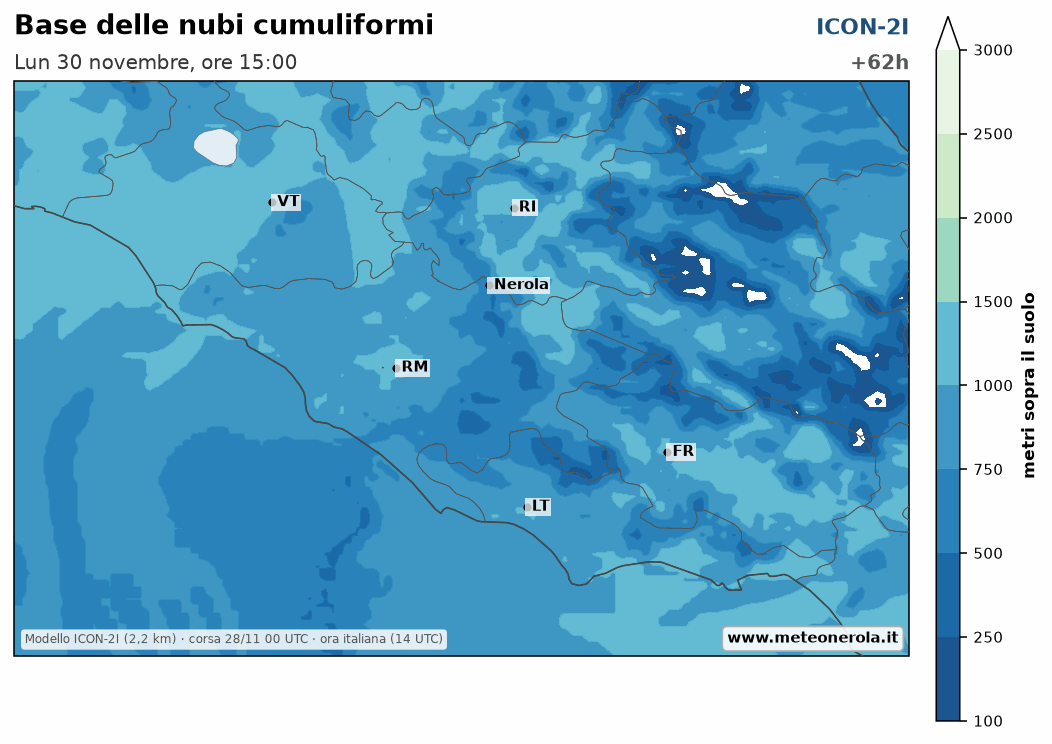 Base delle nubi cumuliformi
ICON-2I
Lun 30 novembre, ore 15:00
+62h
VT
RI
Nerola
RM
FR
LT
3000
2500
2000
1500
1000
750
500
250
100
metri sopra il suolo
Modello ICON-2I (2,2 km) · corsa 28/11 00 UTC · ora italiana (14 UTC)
www.meteonerola.it